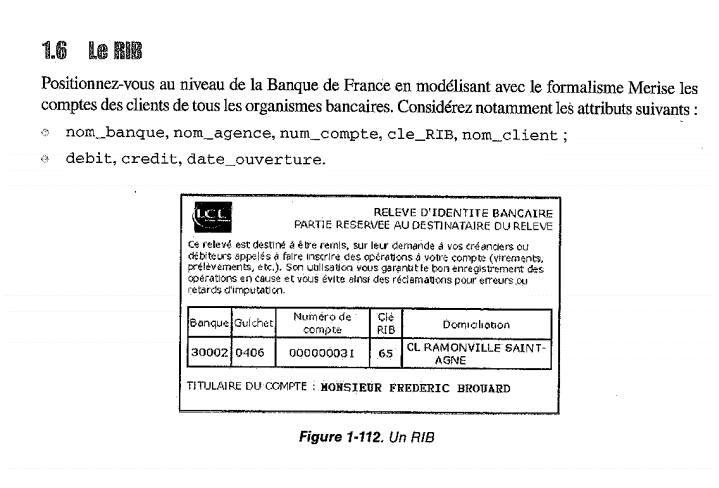 1.6 Le RIB
Positionnez-vous au niveau de la Banque de France en modélisant avec le formalisme Merise les
comptes des clients de tous les organismes bancaires. Considérez notamment les attributs suivants :
nom_banque, nom_agence, num_compte, cle_RIB, nom_client ;
debit, credit, date_ouverture.
LCL
RELEVE D'IDENTITE BANCAIRE
PARTIE RESERVEE AU DESTINATAIRE DU RELEVE
Ce relevé est destiné à être remis, sur leur demande à vos créanciers ou
débiteurs appelés à faire inscrire des opérations à votre compte (virements,
prélèvements, etc.). Son utilisation vous garantit le bon enregistrement des
opérations en cause et vous évite ainsi des réclamations pour erreurs ou
retards d'imputation.
Banque Guichet Numéro de compte Clé RIB Domiciliation
30002 0406 000000031 65 CL RAMONVILLE SAINT-
AGNE
TITULAIRE DU COMPTE : MONSIEUR FREDERIC BROUARD
Figure 1-112. Un RIB